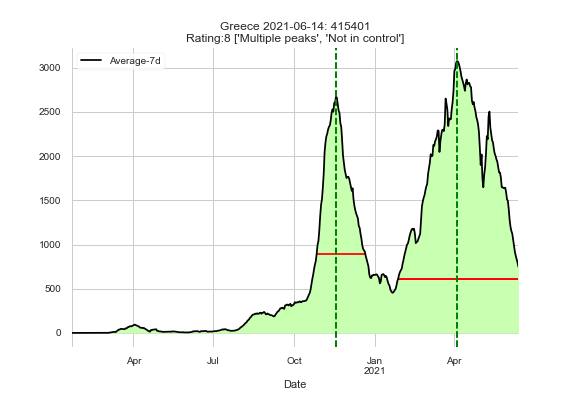 Greece 2021-06-14: 415401
Rating:8 ['Multiple peaks', 'Not in control']
Average-7d
3000
2500
2000
1500
1000
500
0
Apr
Jul
Oct
Jan
2021
Apr
Date